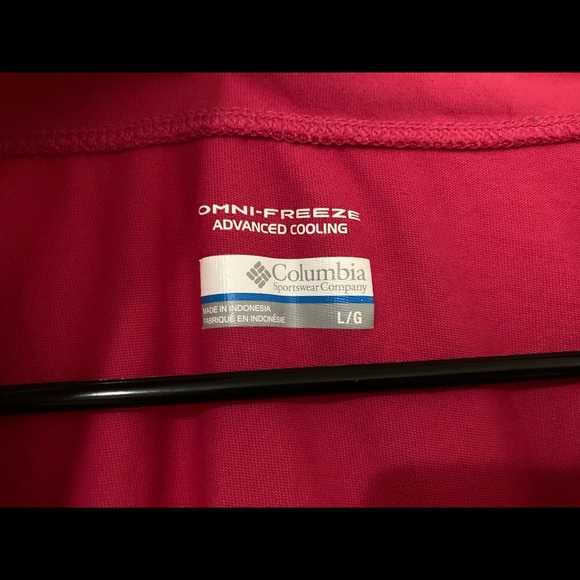 OMNI-FREEZE
ADVANCED COOLING
Columbia
Sportswear Company
MADE IN INDONESIA
FABRIQUÉ EN INDONÉSIE
L/G